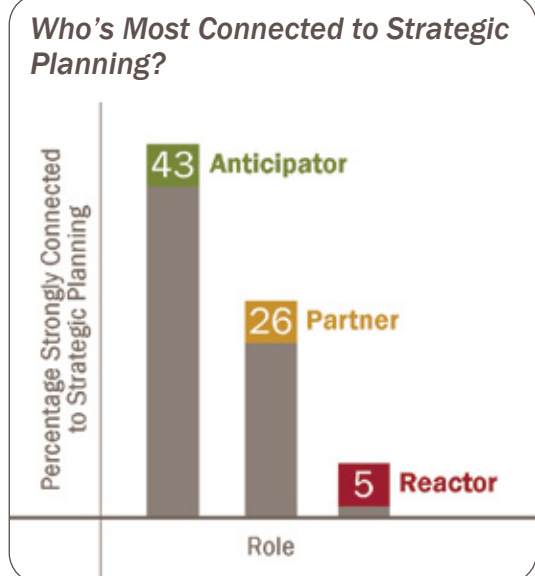 Who's Most Connected to Strategic
Planning?
Percentage Strongly Connected
to Strategic Planning
43 Anticipator
26 Partner
5 Reactor
Role